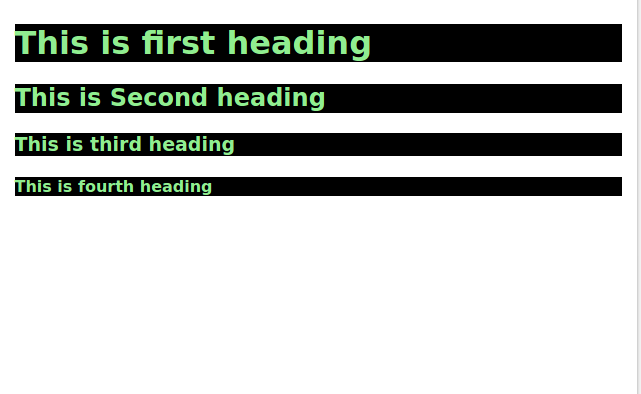 This is first heading
This is Second heading
This is third heading
This is fourth heading